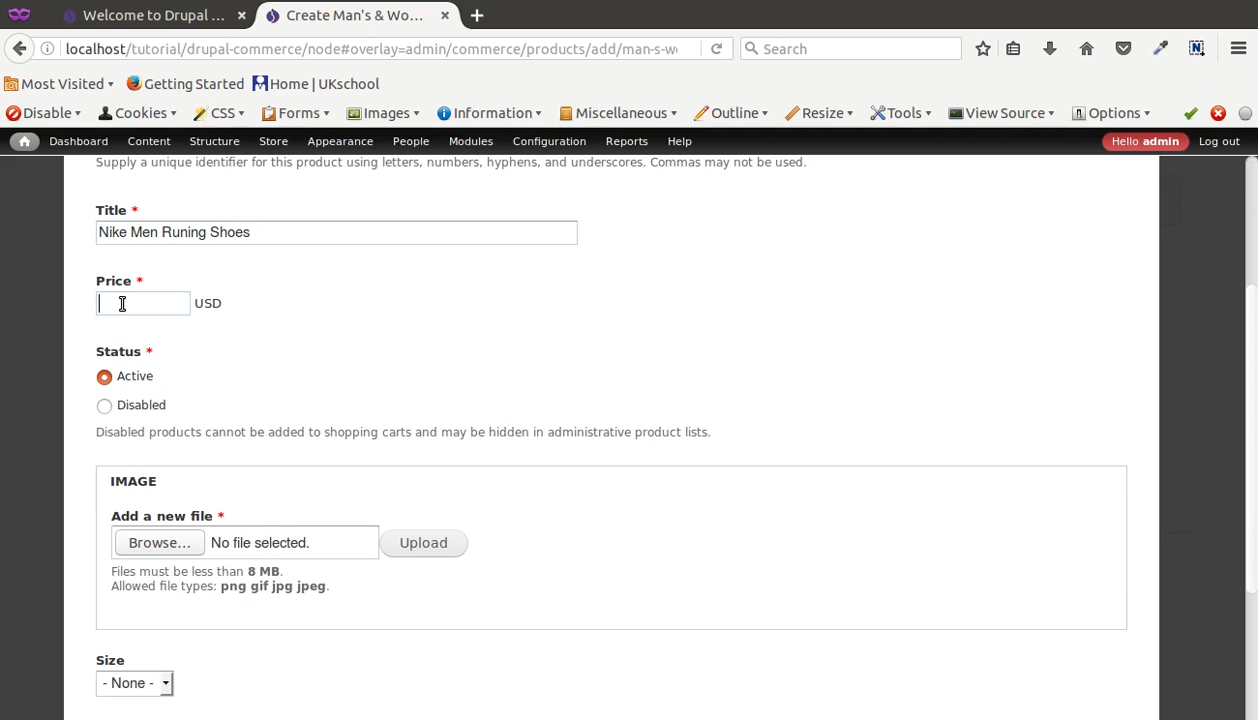 Welcome to Drupal ...
Create Man's & Wo...
localhost/tutorial/drupal-commerce/node#overlay=admin/commerce/products/add/man-s-wo
Search
Most Visited
Getting Started
Home | UKschool
Disable
Cookies
CSS
Forms
Images
Information
Miscellaneous
Outline
Resize
Tools
View Source
Options
Dashboard
Content
Structure
Store
Appearance
People
Modules
Configuration
Reports
Help
Hello admin
Log out
Supply a unique identifier for this product using letters, numbers, hyphens, and underscores. Commas may not be used.
Title *
Nike Men Runing Shoes
Price *
USD
Status *
Active
Disabled
Disabled products cannot be added to shopping carts and may be hidden in administrative product lists.
IMAGE
Add a new file *
Browse... No file selected.
Upload
Files must be less than 8 MB.
Allowed file types: png gif jpg jpeg.
Size
- None -